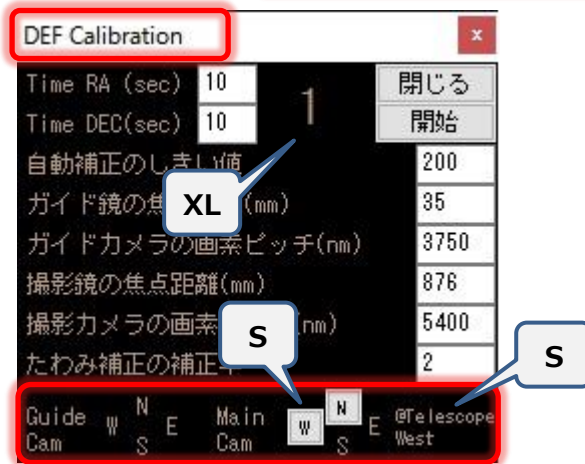 DEF Calibration x
Time RA (sec) 10 1 閉じる
Time DEC(sec) 10 開始
自動補正のしきい値 200
XL
ガイド鏡の焦 (mm) 35
ガイドカメラの画素ピッチ(nm) 3750
撮影鏡の焦点距離(mm) 876
撮影カメラの画素 (nm) 5400
S
S
たわみ補正の補正 2
Guide Cam W N E S Main Cam W N E S @Telescope West